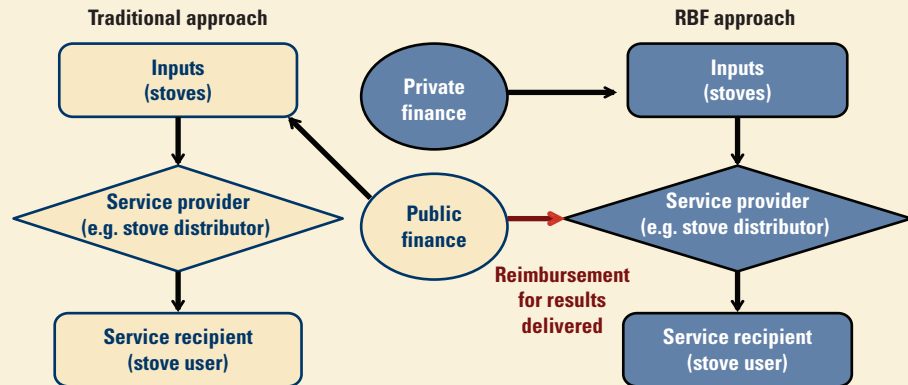 Traditional approach
RBF approach
Inputs
(stoves)
Private
finance
Inputs
(stoves)
Service provider
(e.g. stove distributor)
Public
finance
Service provider
(e.g. stove distributor)
Reimbursement
for results
delivered
Service recipient
(stove user)
Service recipient
(stove user)